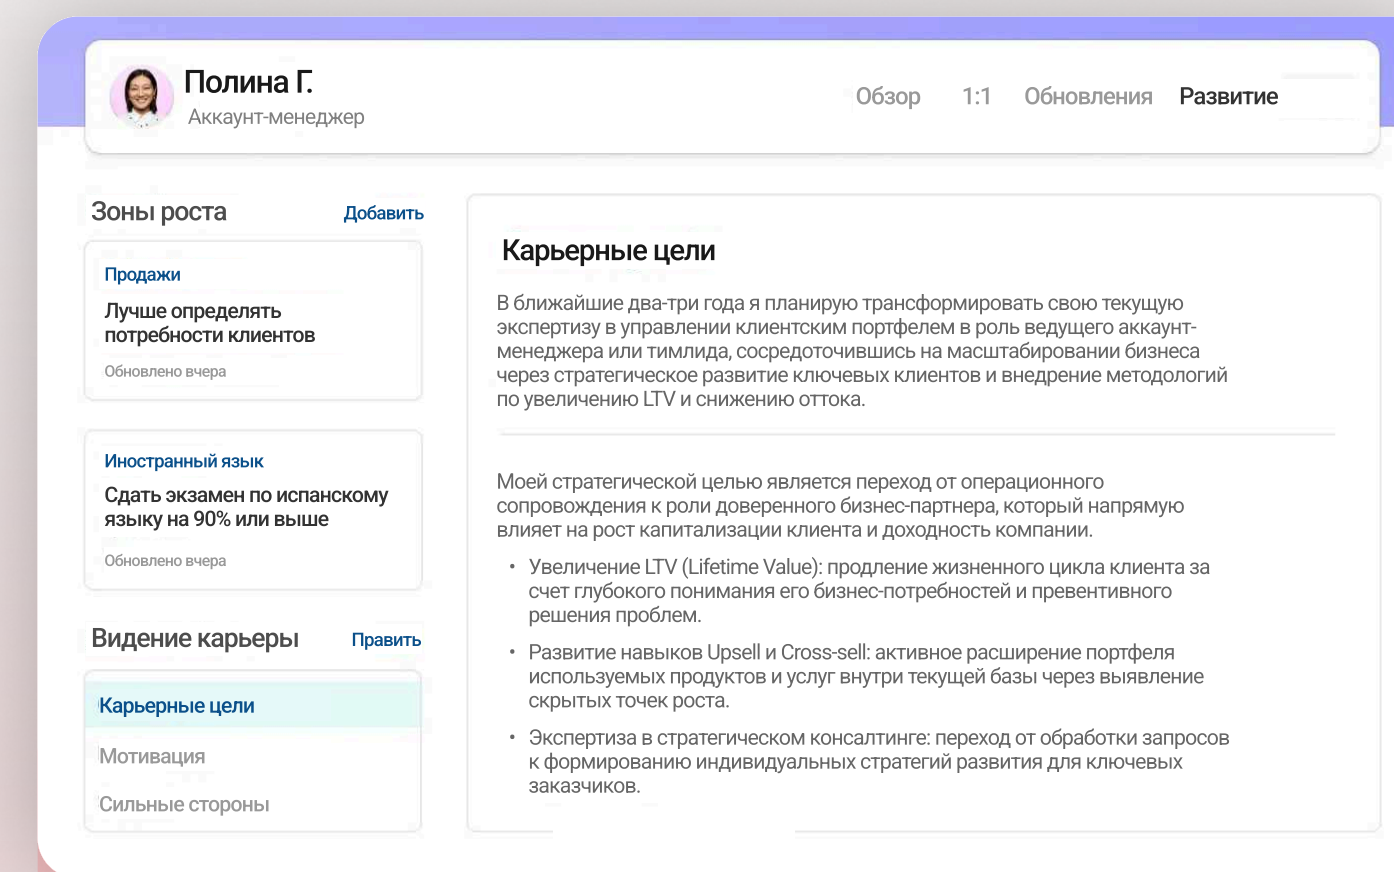 Полина Г.
Аккаунт-менеджер
Обзор 1:1 Обновления Развитие
Зоны роста Добавить
Продажи
Лучше определять
потребности клиентов
Обновлено вчера
Иностранный язык
Сдать экзамен по испанскому
языку на 90% или выше
Обновлено вчера
Видение карьеры Править
Карьерные цели
Мотивация
Сильные стороны
Карьерные цели
В ближайшие два-три года я планирую трансформировать свою текущую
экспертизу в управлении клиентским портфелем в роль ведущего аккаунт-
менеджера или тимлида, сосредоточившись на масштабировании бизнеса
через стратегическое развитие ключевых клиентов и внедрение методологий
по увеличению LTV и снижению оттока.
Моей стратегической целью является переход от операционного
сопровождения к роли доверенного бизнес-партнера, который напрямую
влияет на рост капитализации клиента и доходность компании.
• Увеличение LTV (Lifetime Value): продление жизненного цикла клиента за
счет глубокого понимания его бизнес-потребностей и превентивного
решения проблем.
• Развитие навыков Upsell и Cross-sell: активное расширение портфеля
используемых продуктов и услуг внутри текущей базы через выявление
скрытых точек роста.
• Экспертиза в стратегическом консалтинге: переход от обработки запросов
к формированию индивидуальных стратегий развития для ключевых
заказчиков.